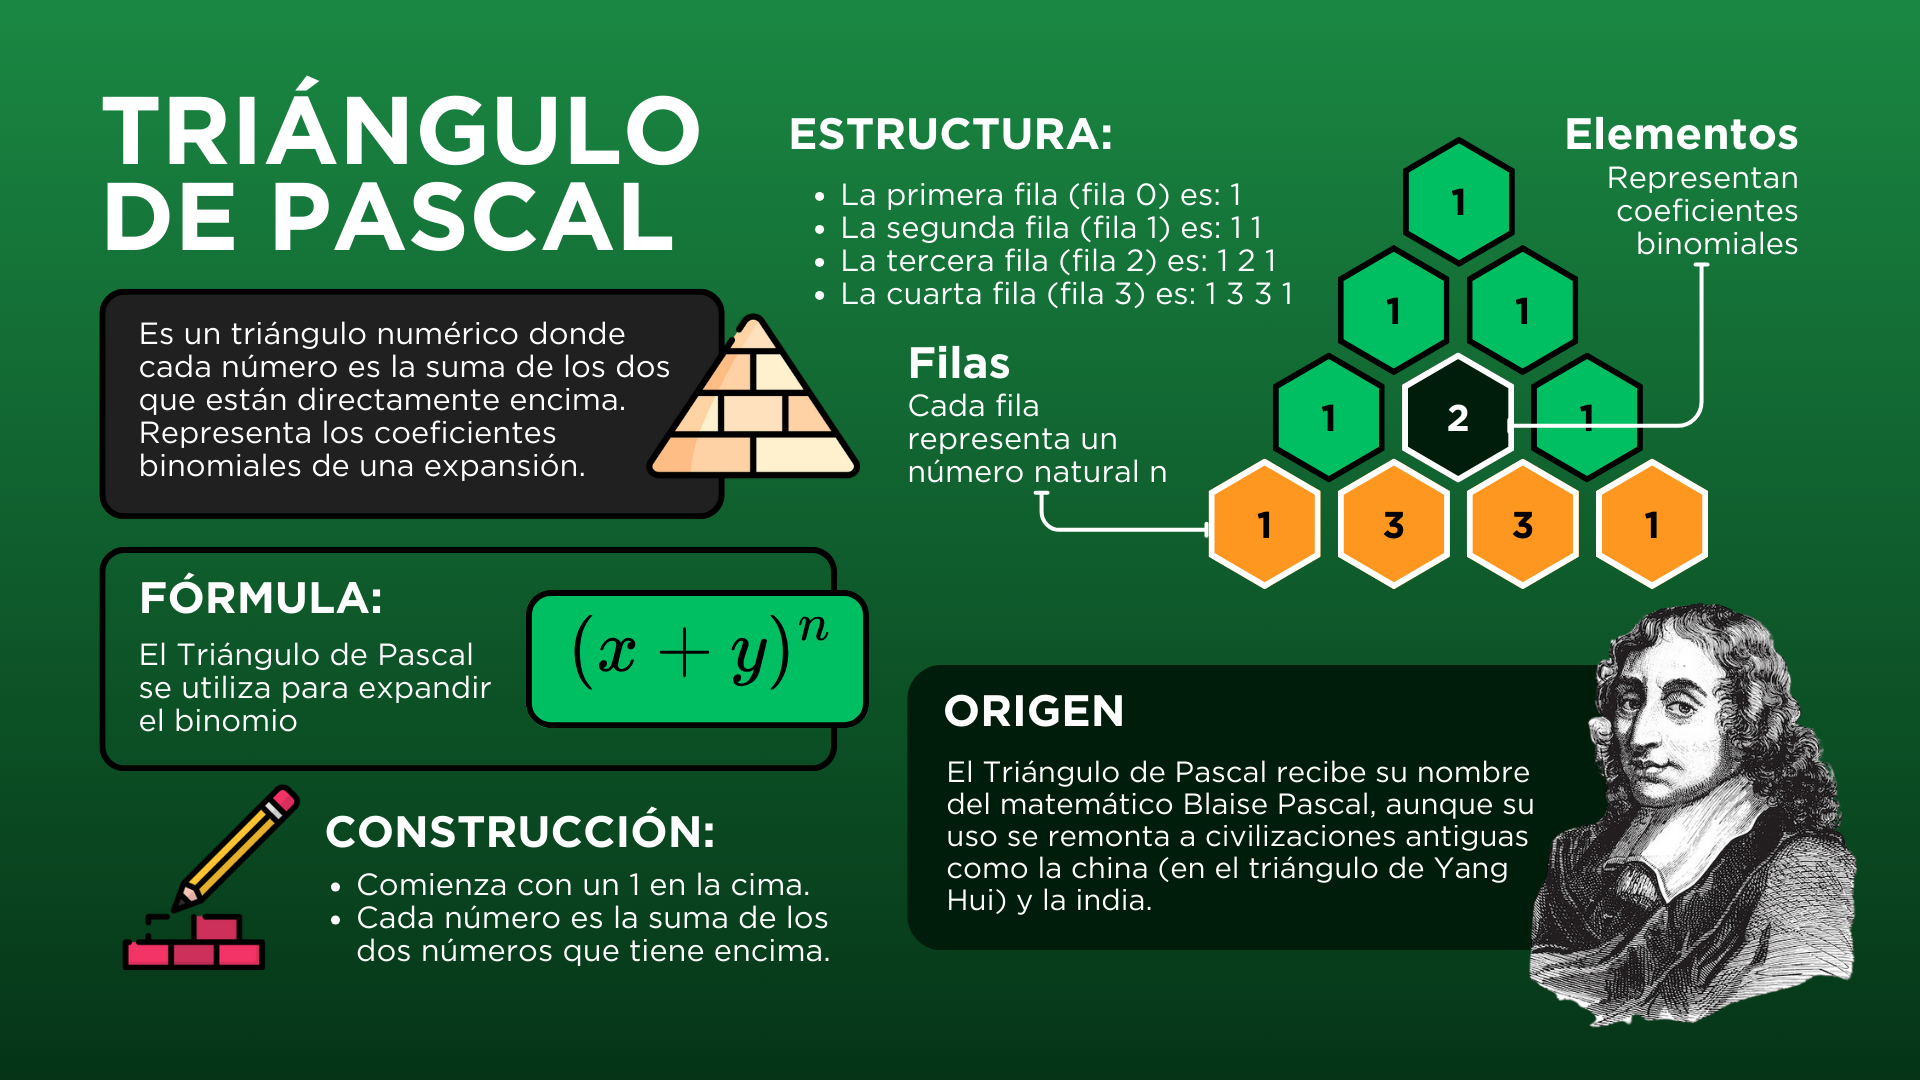 TRIÁNGULO
DE PASCAL
Es un triángulo numérico donde
cada número es la suma de los dos
que están directamente encima.
Representa los coeficientes
binomiales de una expansión.
FÓRMULA:
El Triángulo de Pascal
se utiliza para expandir
el binomio
(x + y)^n
CONSTRUCCIÓN:
• Comienza con un 1 en la cima.
• Cada número es la suma de los
dos números que tiene encima.
ESTRUCTURA:
• La primera fila (fila 0) es: 1
• La segunda fila (fila 1) es: 1 1
• La tercera fila (fila 2) es: 1 2 1
• La cuarta fila (fila 3) es: 1 3 3 1
Filas
Cada fila
representa un
número natural n
Elementos
Representan
coeficientes
binomiales
1
1 1
1 2 1
1 3 3 1
ORIGEN
El Triángulo de Pascal recibe su nombre
del matemático Blaise Pascal, aunque su
uso se remonta a civilizaciones antiguas
como la china (en el triángulo de Yang
Hui) y la india.